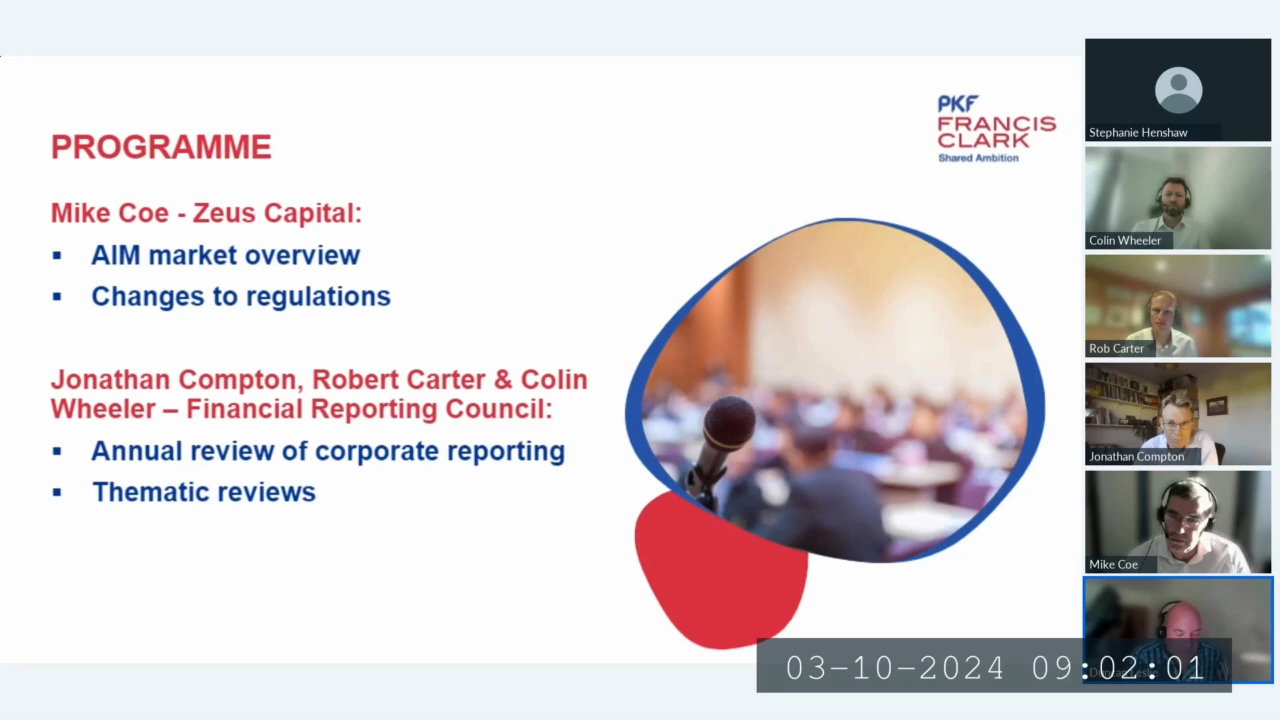 PROGRAMME
Mike Coe - Zeus Capital:
▪ AIM market overview
▪ Changes to regulations
Jonathan Compton, Robert Carter & Colin
Wheeler – Financial Reporting Council:
▪ Annual review of corporate reporting
▪ Thematic reviews
PKF
FRANCIS
CLARK
Shared Ambition
Stephanie Henshaw
Colin Wheeler
Rob Carter
Jonathan Compton
Mike Coe
03-10-2024 09:02:01